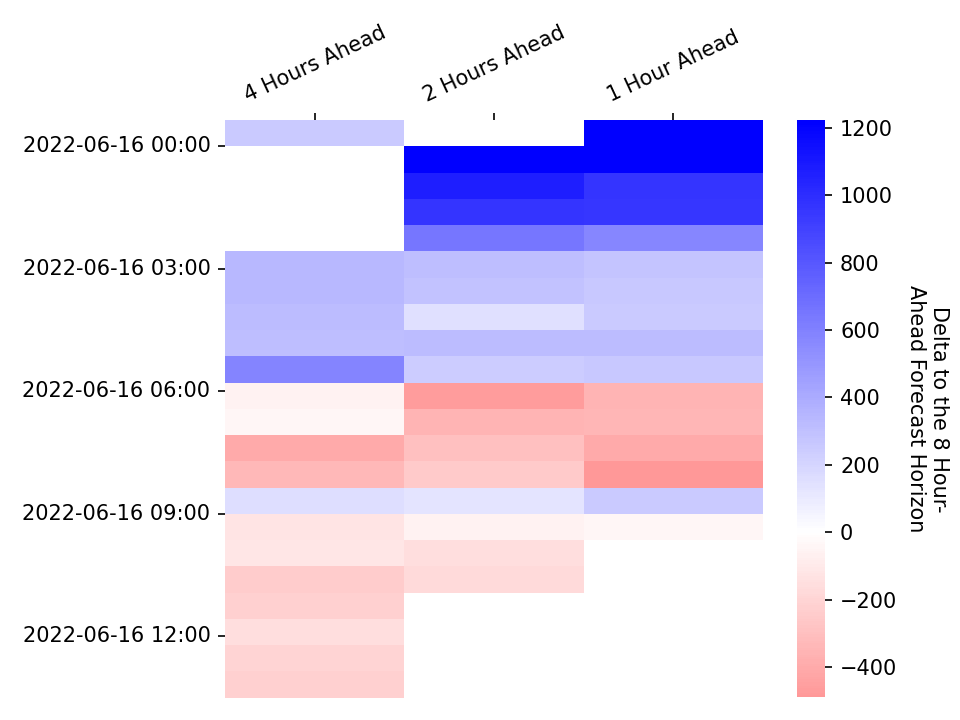 4 Hours Ahead
2 Hours Ahead
1 Hour Ahead
2022-06-16 00:00
2022-06-16 03:00
2022-06-16 06:00
2022-06-16 09:00
2022-06-16 12:00
1200
1000
800
600
400
200
0
−200
−400
Delta to the 8 Hour-
Ahead Forecast Horizon